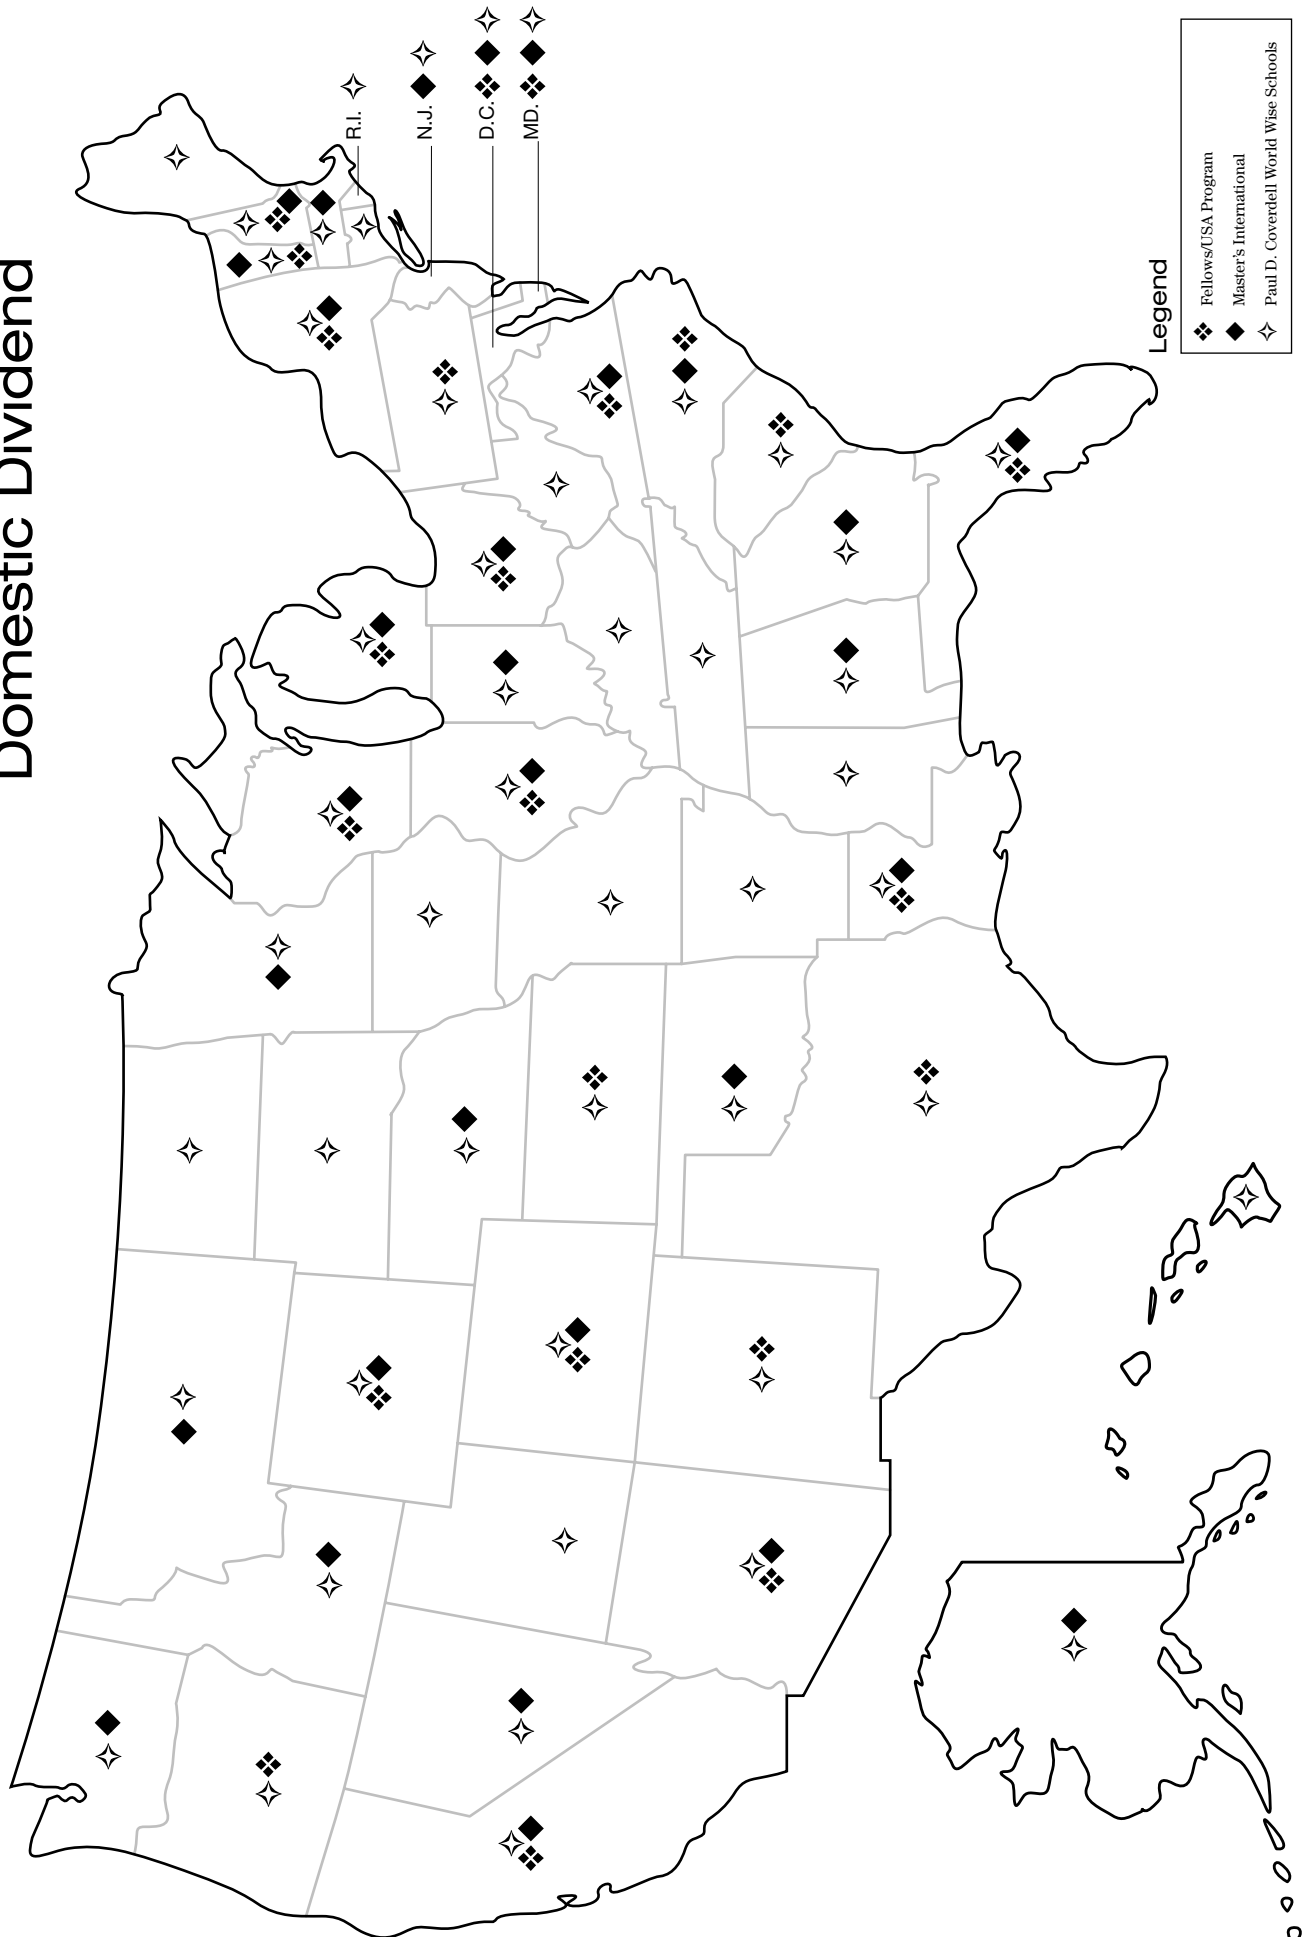 Domestic Dividend
R.I.
N.J.
D.C.
MD.
Legend
Fellows/USA Program
Master's International
Paul D. Coverdell World Wise Schools